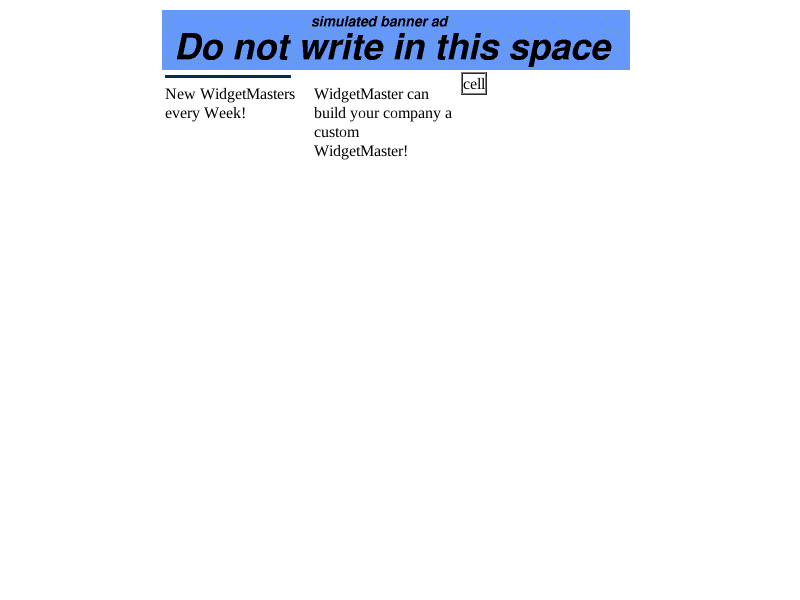 simulated banner ad
Do not write in this space
New WidgetMasters
every Week!
WidgetMaster can
build your company a
custom
WidgetMaster!
cell